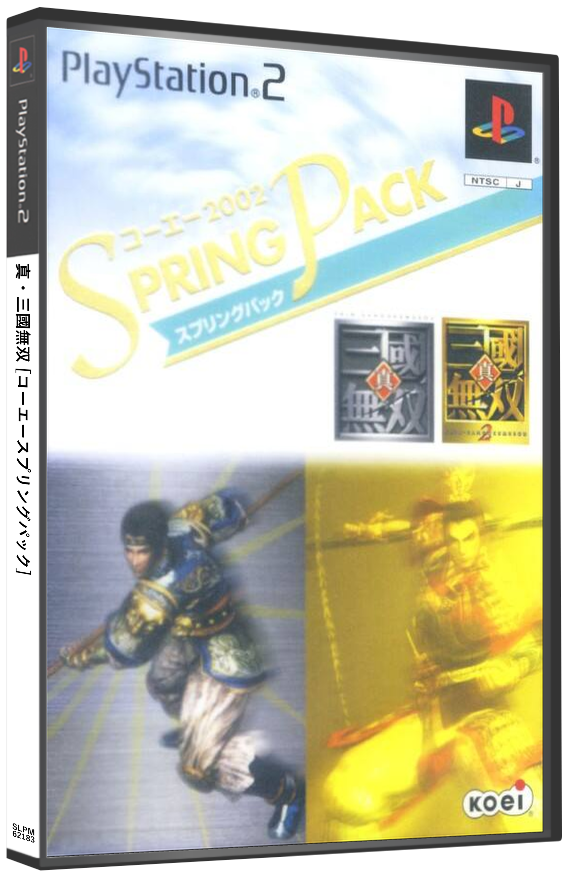 PlayStation®2
PlayStation®2
NTSC J
コーエー2002
SPRING PACK
スプリングパック
三國
真
無双
三國
真
無双
2
真・三國無双 [コーエースプリングパック]
SLPM
62183
KOEI®